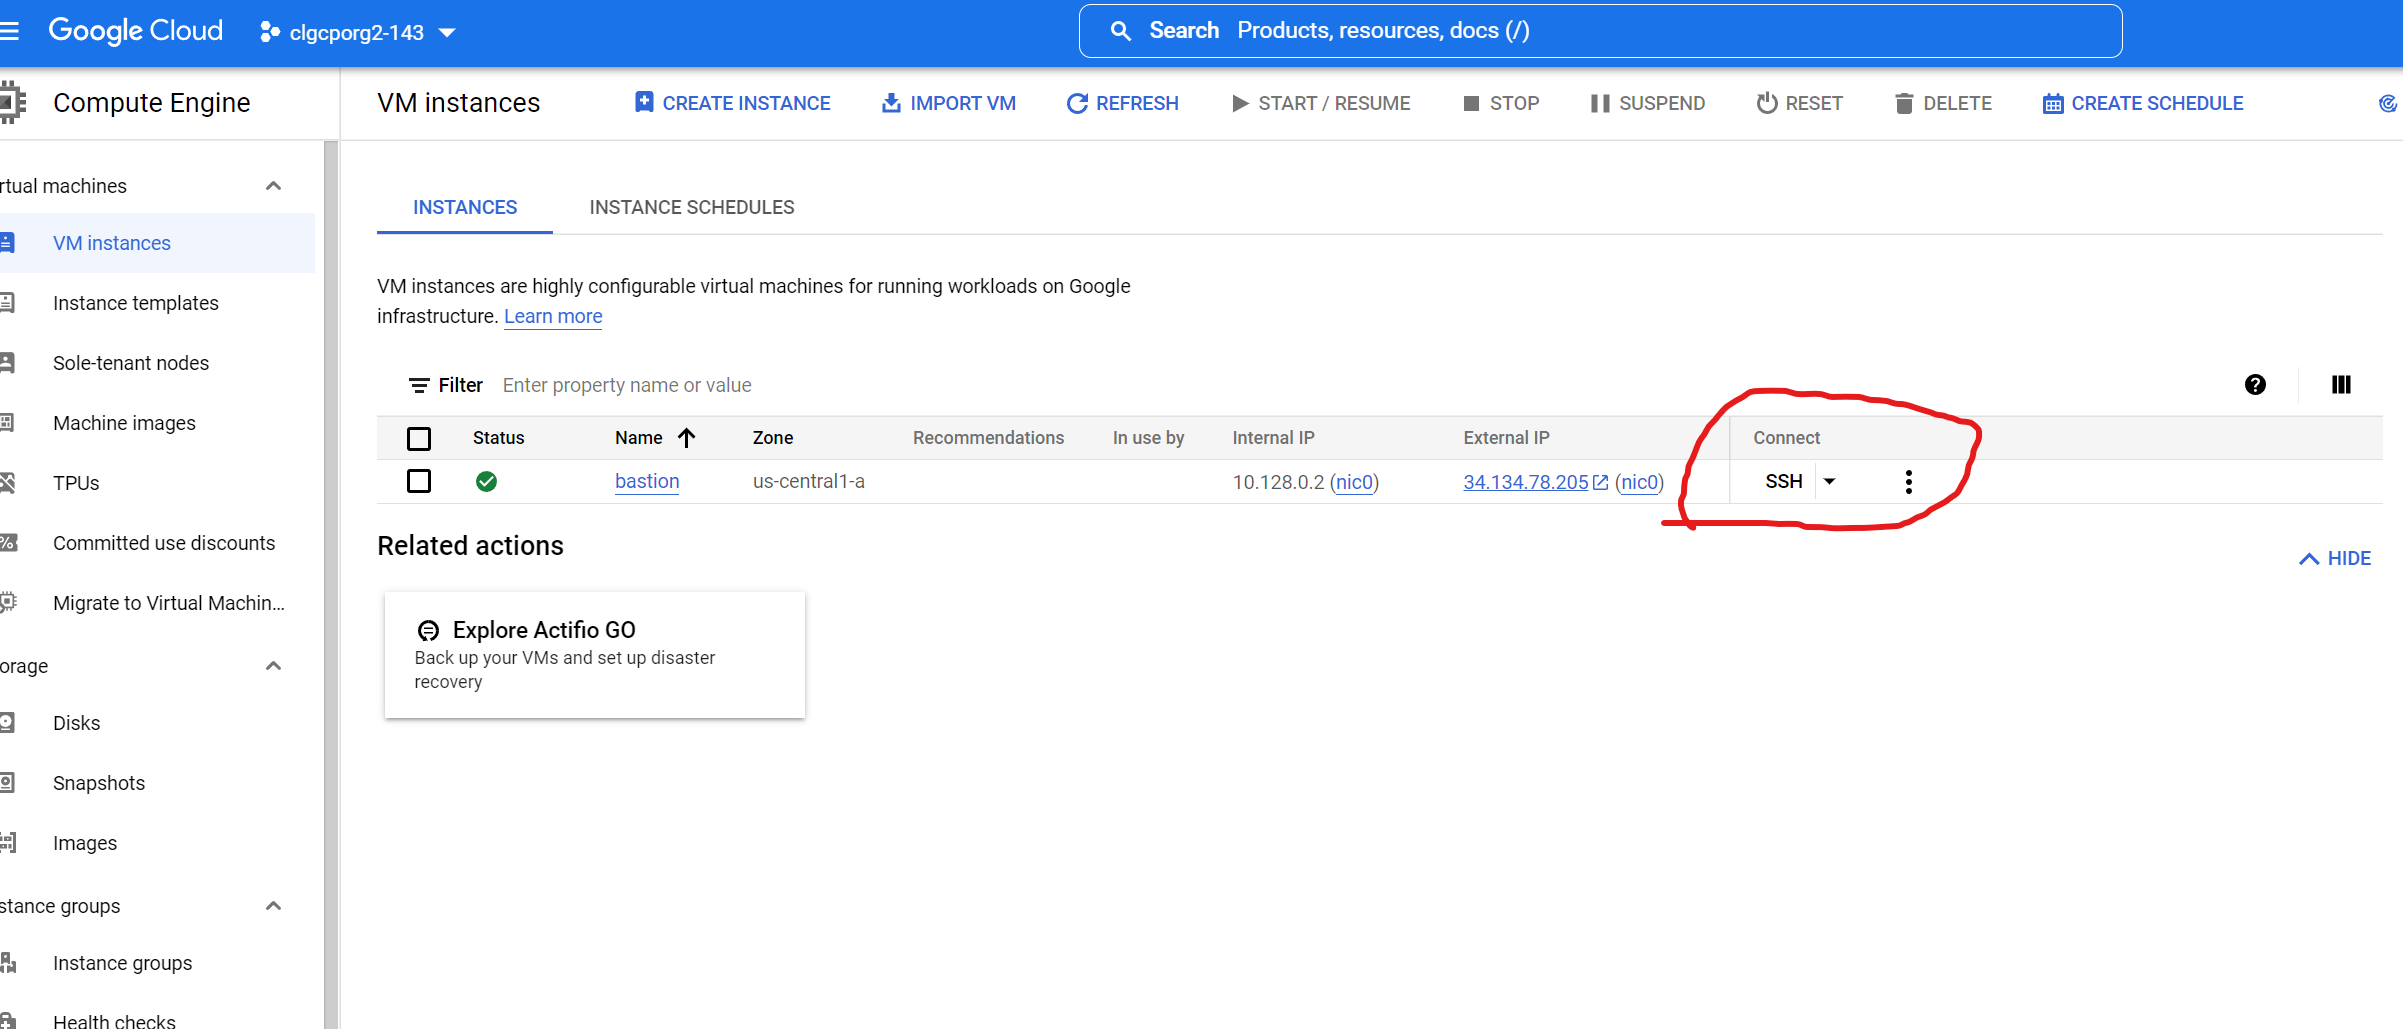 Google Cloud clgcporg2-143 Search Products, resources, docs (/)
Compute Engine
VM instances CREATE INSTANCE IMPORT VM REFRESH START / RESUME STOP SUSPEND RESET DELETE CREATE SCHEDULE
rtual machines
VM instances
Instance templates
Sole-tenant nodes
Machine images
TPUs
Committed use discounts
Migrate to Virtual Machin...
orage
Disks
Snapshots
Images
stance groups
Instance groups
Health checks
INSTANCES INSTANCE SCHEDULES
VM instances are highly configurable virtual machines for running workloads on Google
infrastructure. Learn more
Filter Enter property name or value
Status Name Zone Recommendations In use by Internal IP External IP Connect
bastion us-central1-a 10.128.0.2 (nic0) 34.134.78.205 (nic0) SSH
Related actions
HIDE
Explore Actifio GO
Back up your VMs and set up disaster
recovery